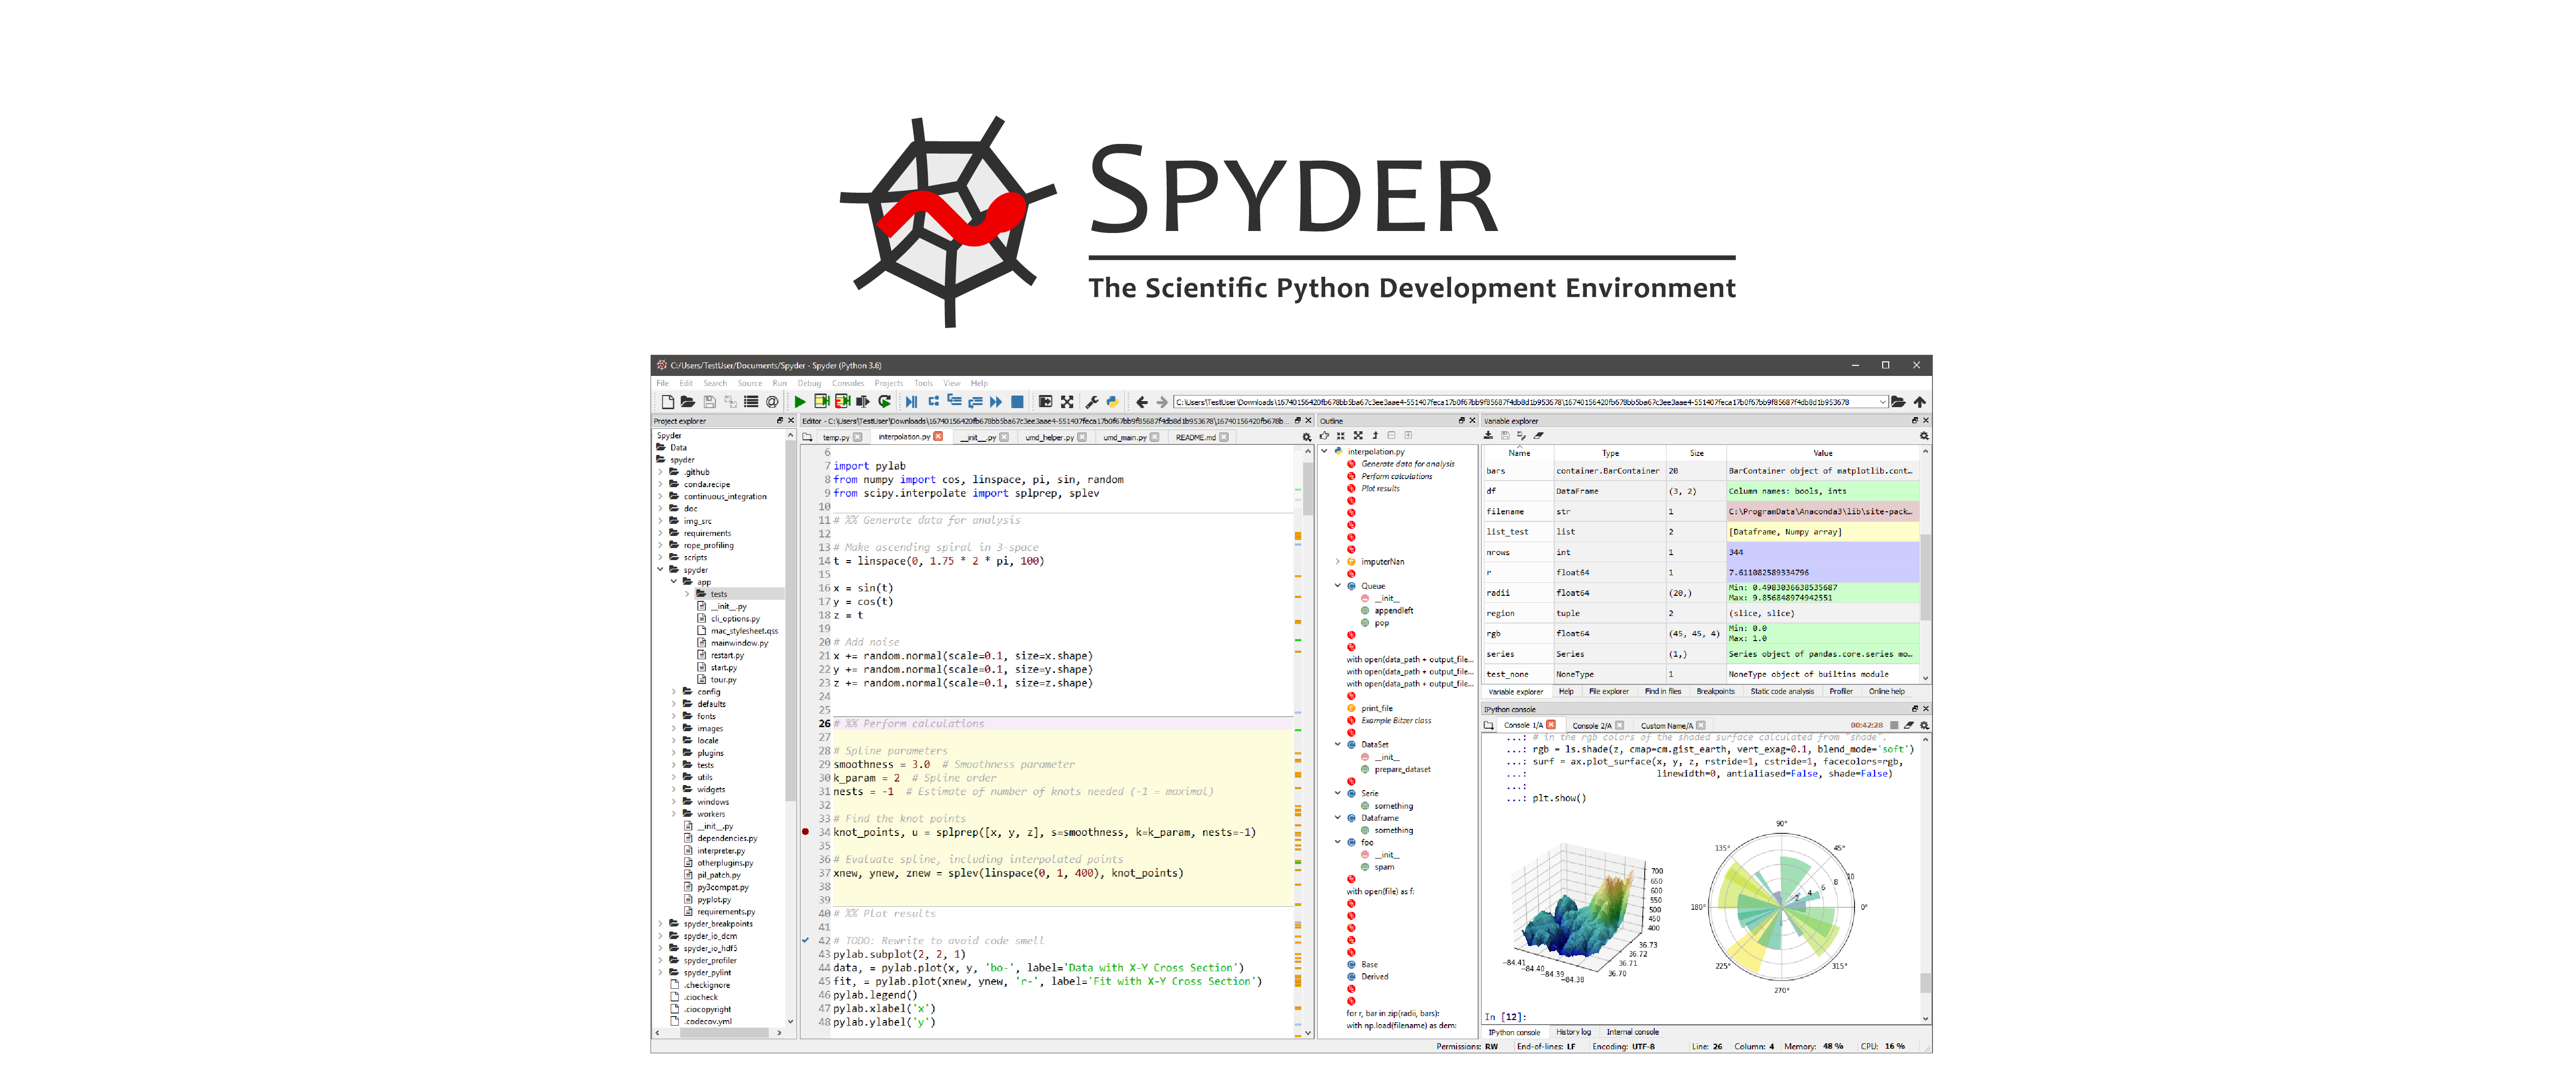 SPYDER
The Scientific Python Development Environment
C:/Users/TestUser/Documents/Spyder - Spyder (Python 3.6)
File Edit Search Source Run Debug Consoles Projects Tools View Help
Project explorer
Spyder
Data
spyder
.github
conda.recipe
continuous_integration
doc
img_src
requirements
rope_profiling
scripts
spyder
app
tests
__init__.py
cli_options.py
mac_stylesheet.qss
mainwindow.py
restart.py
start.py
tour.py
config
defaults
fonts
images
locale
plugins
tests
utils
widgets
windows
workers
__init__.py
dependencies.py
interpreter.py
otherplugins.py
pil_patch.py
py3compat.py
pyplot.py
requirements.py
spyder_breakpoints
spyder_io_dcm
spyder_io_hdf5
spyder_profiler
spyder_pylint
.checkignore
.ciocheck
.ciocopyright
.codecov.yml
temp.py interpolation.py __init__.py umd_helper.py umd_main.py README.md
6
7 import pylab
8 from numpy import cos, linspace, pi, sin, random
9 from scipy.interpolate import splprep, splev
10
11 # %% Generate data for analysis
12
13 # Make ascending spiral in 3-space
14 t = linspace(0, 1.75 * 2 * pi, 100)
15
16 x = sin(t)
17 y = cos(t)
18 z = t
19
20 # Add noise
21 x += random.normal(scale=0.1, size=x.shape)
22 y += random.normal(scale=0.1, size=y.shape)
23 z += random.normal(scale=0.1, size=z.shape)
24
25
26 # %% Perform calculations
27
28 # Spline parameters
29 smoothness = 3.0  # Smoothness parameter
30 k_param = 2  # Spline order
31 nests = -1  # Estimate of number of knots needed (-1 = maximal)
32
33 # Find the knot points
34 knot_points, u = splprep([x, y, z], s=smoothness, k=k_param, nests=-1)
35
36 # Evaluate spline, including interpolated points
37 xnew, ynew, znew = splev(linspace(0, 1, 400), knot_points)
38
39
40 # %% Plot results
41
42 # TODO: Rewrite to avoid code smell
43 pylab.subplot(2, 2, 1)
44 data, = pylab.plot(x, y, 'bo-', label='Data with X-Y Cross Section')
45 fit, = pylab.plot(xnew, ynew, 'r-', label='Fit with X-Y Cross Section')
46 pylab.legend()
47 pylab.xlabel('x')
48 pylab.ylabel('y')
Outline
interpolation.py
Generate data for analysis
Perform calculations
Plot results
imputerNan
Queue
__init__
appendleft
pop
with open(data_path + output_file...
with open(data_path + output_file...
with open(data_path + output_file...
print_file
Example Bitzer class
DataSet
__init__
prepare_dataset
Serie
something
Dataframe
something
foo
__init__
spam
with open(file) as f:
Base
Derived
for r, bar in zip(radii, bars):
with np.load(filename) as dem:
Variable explorer
Name Type Size Value
bars container.BarContainer 20 BarContainer object of matplotlib.cont...
df DataFrame (3, 2) Column names: bools, ints
filename str 1 C:\ProgramData\Anaconda3\lib\site-pack...
list_test list 2 [Dataframe, Numpy array]
nrows int 1 344
r float64 1 7.611082589334796
radii float64 (20,) Min: 0.4983036638535687
Max: 9.856848974942551
region tuple 2 (slice, slice)
rgb float64 (45, 45, 4) Min: 0.0
Max: 1.0
series Series (1,) Series object of pandas.core.series mo...
test_none NoneType 1 NoneType object of builtins module
Variable explorer Help File explorer Find in files Breakpoints Static code analysis Profiler Online help
IPython console
Console 1/A Console 2/A Custom Name/A 00:42:28
...: # in the rgb colors of the shaded surface calculated from "shade".
...: rgb = ls.shade(z, cmap=cm.gist_earth, vert_exag=0.1, blend_mode='soft')
...: surf = ax.plot_surface(x, y, z, rstride=1, cstride=1, facecolors=rgb,
...: linewidth=0, antialiased=False, shade=False)
...:
...: plt.show()
700
650
600
550
500
450
400
36.73
36.72
36.71
36.70
-84.41
-84.40
-84.39
-84.38
90°
45°
0°
315°
270°
225°
180°
135°
2
4
6
8
10
In [12]:
IPython console History log Internal console
Permissions: RW End-of-lines: LF Encoding: UTF-8 Line: 26 Column: 4 Memory: 48 % CPU: 16 %